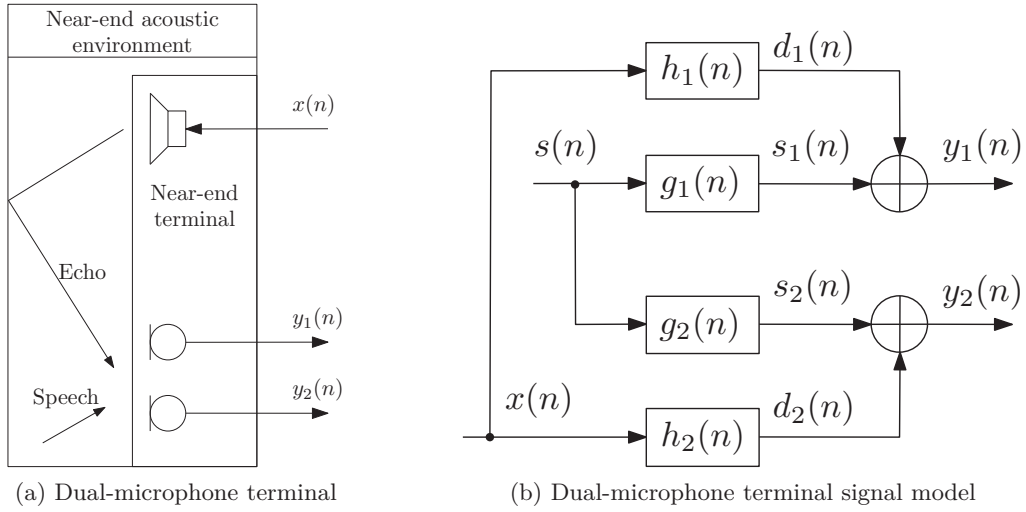 Near-end acoustic
environment
x(n)
Near-end
terminal
Echo
y₁(n)
y₂(n)
Speech
(a) Dual-microphone terminal
h₁(n)
d₁(n)
s(n)
g₁(n)
s₁(n)
y₁(n)
g₂(n)
s₂(n)
y₂(n)
x(n)
h₂(n)
d₂(n)
(b) Dual-microphone terminal signal model